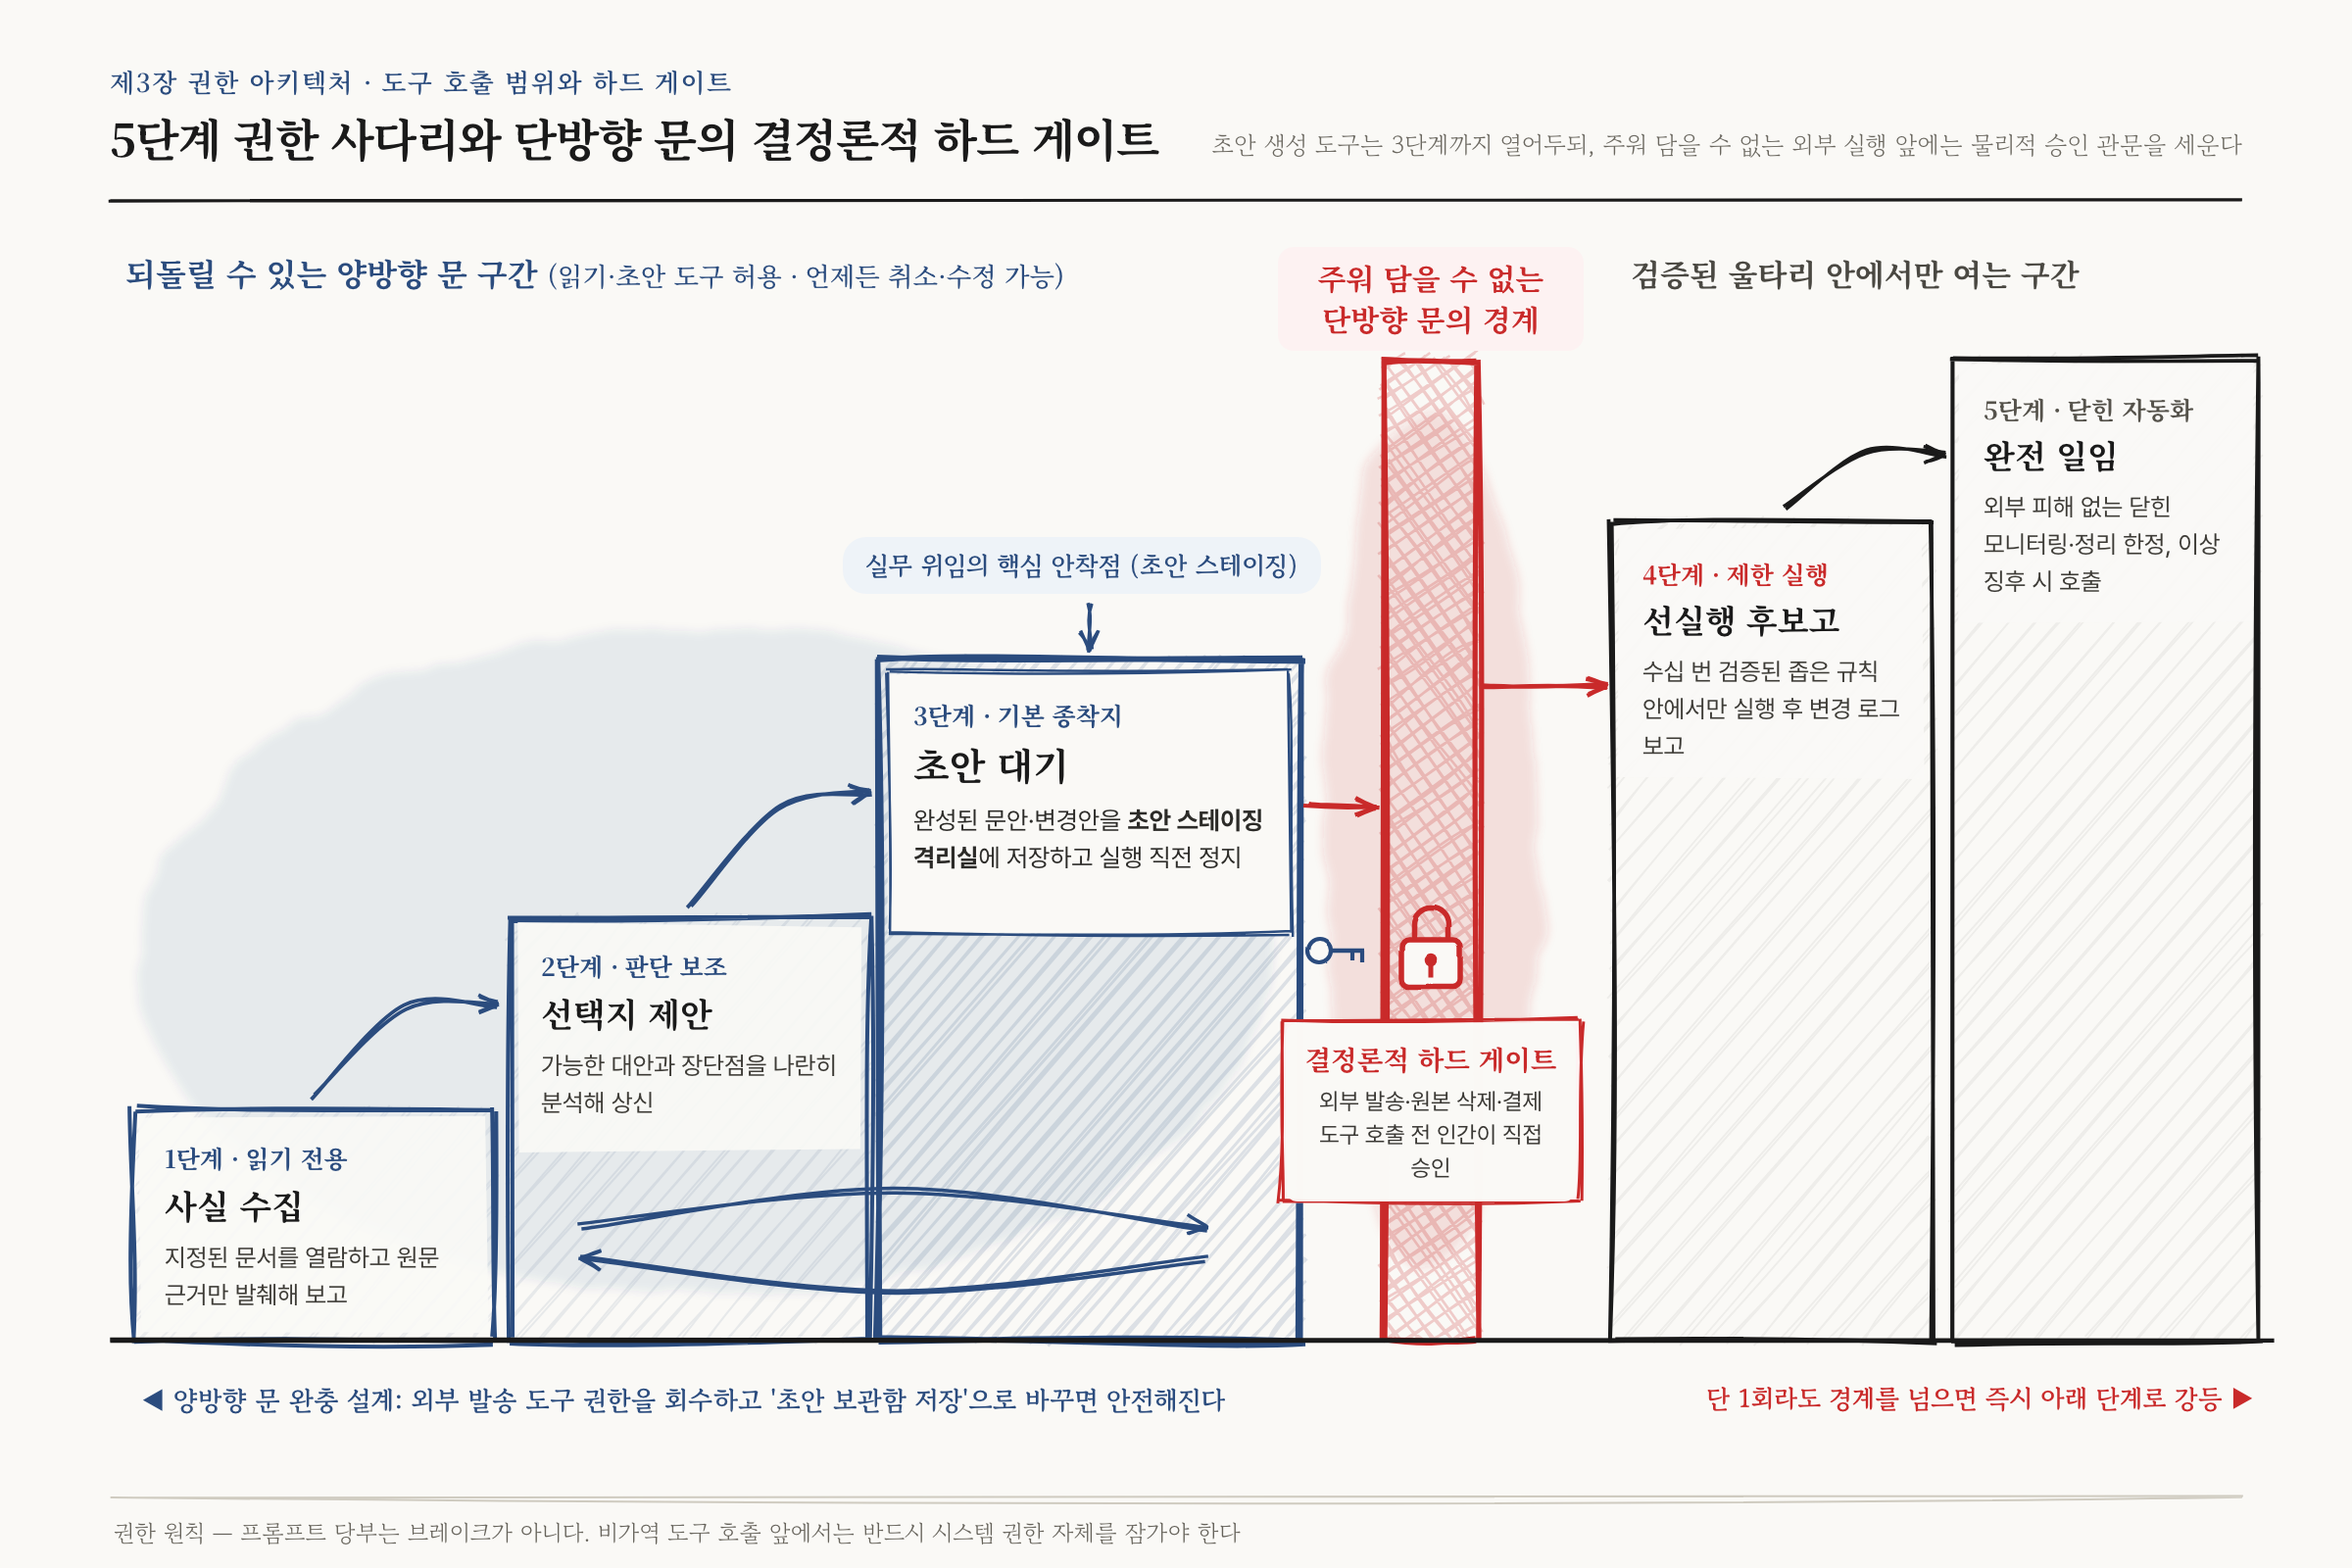 제3장 권한 아키텍처 · 도구 호출 범위와 하드 게이트
5단계 권한 사다리와 단방향 문의 결정론적 하드 게이트
초안 생성 도구는 3단계까지 열어두되, 주워 담을 수 없는 외부 실행 앞에는 물리적 승인 관문을 세운다
되돌릴 수 있는 양방향 문 구간 (읽기·초안 도구 허용 · 언제든 취소·수정 가능)
주워 담을 수 없는
단방향 문의 경계
검증된 울타리 안에서만 여는 구간
실무 위임의 핵심 안착점 (초안 스테이징)
1단계 · 읽기 전용
사실 수집
지정된 문서를 열람하고 원문
근거만 발췌해 보고
2단계 · 판단 보조
선택지 제안
가능한 대안과 장단점을 나란히
분석해 상신
3단계 · 기본 종착지
초안 대기
완성된 문안·변경안을 초안 스테이징
격리실에 저장하고 실행 직전 정지
결정론적 하드 게이트
외부 발송·원본 삭제·결제
도구 호출 전 인간이 직접
승인
4단계 · 제한 실행
선실행 후보고
수십 번 검증된 좁은 규칙
안에서만 실행 후 변경 로그
보고
5단계 · 닫힌 자동화
완전 일임
외부 피해 없는 닫힌
모니터링·정리 한정, 이상
징후 시 호출
◀ 양방향 문 완충 설계: 외부 발송 도구 권한을 회수하고 '초안 보관함 저장'으로 바꾸면 안전해진다
단 1회라도 경계를 넘으면 즉시 아래 단계로 강등 ▶
권한 원칙 — 프롬프트 당부는 브레이크가 아니다. 비가역 도구 호출 앞에서는 반드시 시스템 권한 자체를 잠가야 한다